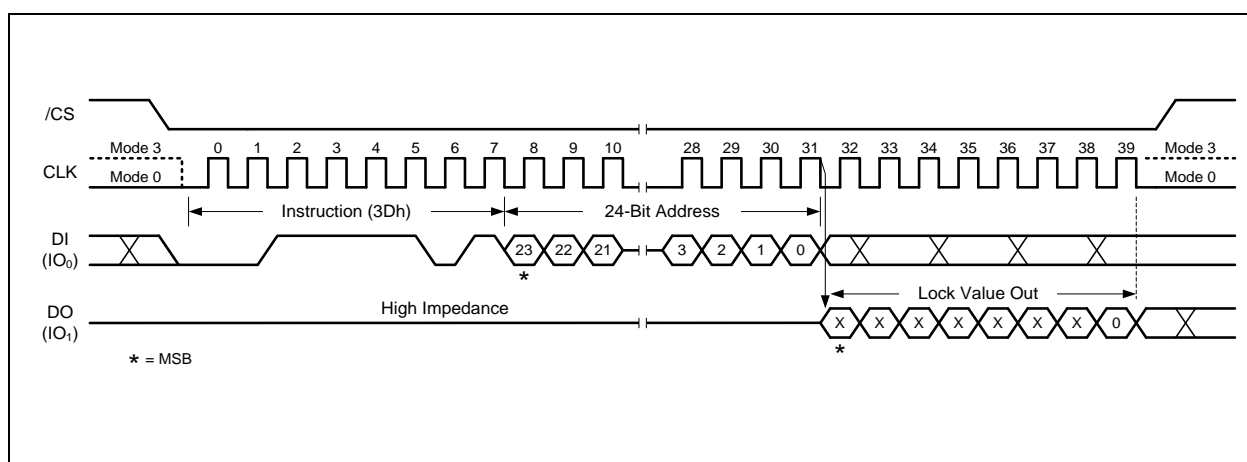 /CS
Mode 3 0 1 2 3 4 5 6 7 8 9 10 28 29 30 31 32 33 34 35 36 37 38 39 Mode 3
CLK
Mode 0 Mode 0
Instruction (3Dh) 24-Bit Address
DI
(IO0)
23 22 21 3 2 1 0
*
Lock Value Out
High Impedance
DO
(IO1)
X X X X X X X 0
*
* = MSB